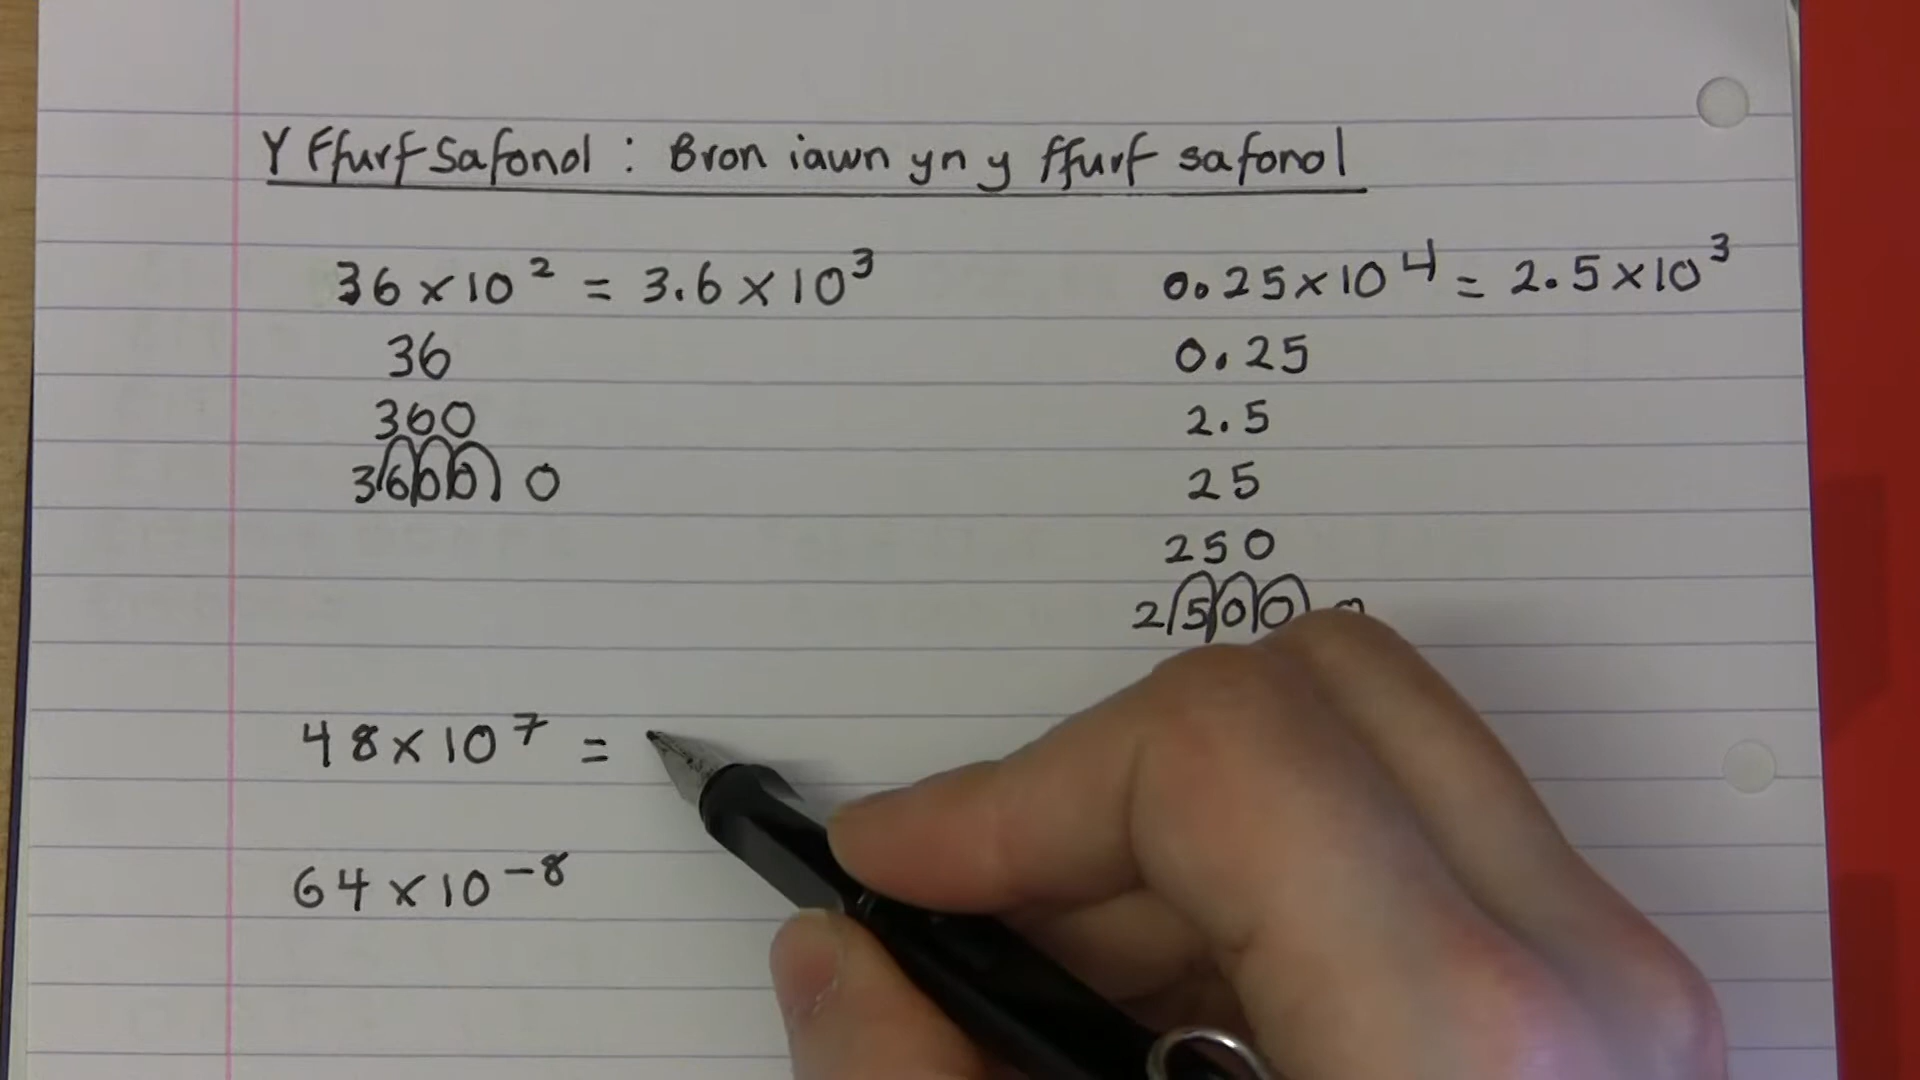 Y Ffurf Safonol : Bron iawn yn y ffurf safonol
36 × 10² = 3.6 × 10³
36
360
3600 0
0.25 × 10⁴ = 2.5 × 10³
0.25
2.5
25
250
2500
48 × 10⁷ =
64 × 10⁻⁸